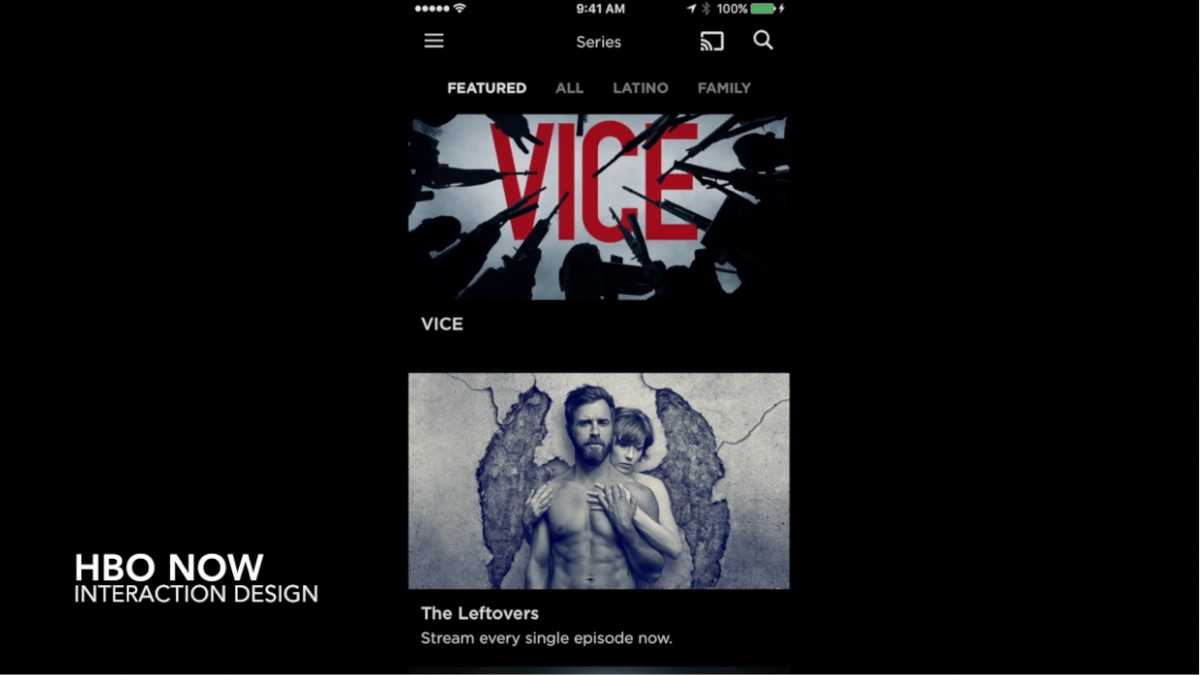 9:41 AM 100%
Series
FEATURED ALL LATINO FAMILY
VICE
VICE
The Leftovers
Stream every single episode now.
HBO NOW
INTERACTION DESIGN